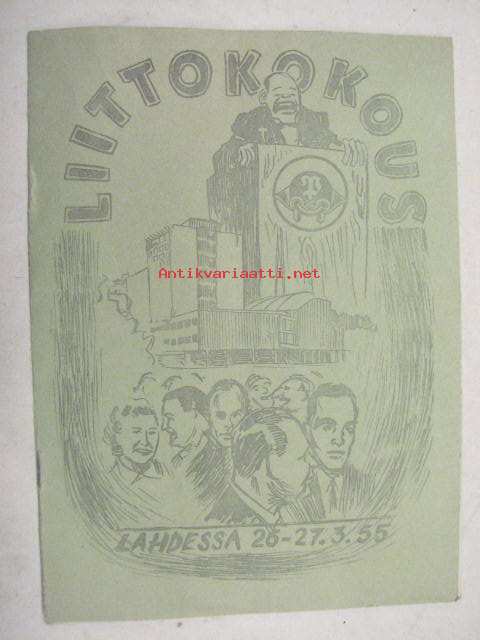 LIITTOKOKOUS
Antikvariaatti.net
LAHDESSA 26-27.3.55